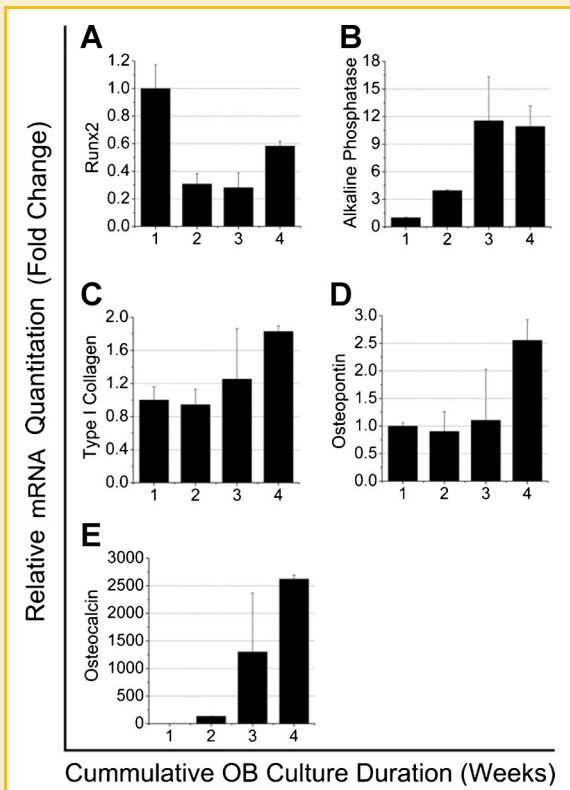 Relative mRNA Quantitation (Fold Change)
A
Runx2
1.2
1.0
0.8
0.6
0.4
0.2
0.0
1 2 3 4
B
Alkaline Phosphatase
18
15
12
9
6
3
0
1 2 3 4
C
Type I Collagen
2.0
1.6
1.2
0.8
0.4
0.0
1 2 3 4
D
Osteopontin
3.0
2.5
2.0
1.5
1.0
0.5
0.0
1 2 3 4
E
Osteocalcin
3000
2500
2000
1500
1000
500
0
1 2 3 4
Cummulative OB Culture Duration (Weeks)